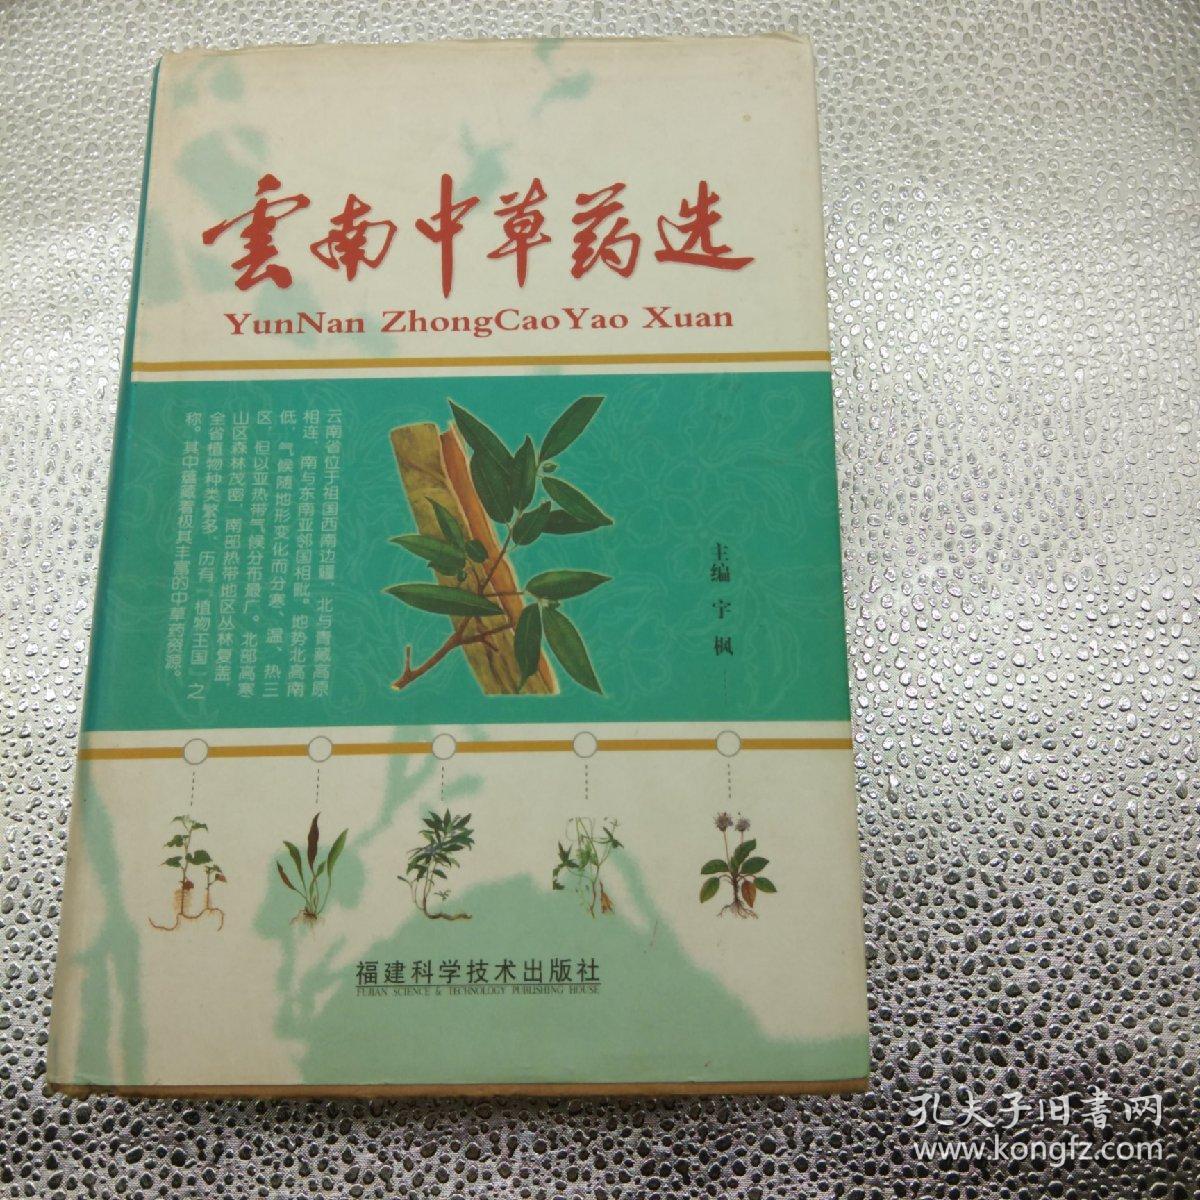 雲南中草药选
YunNan ZhongCaoYao Xuan
云南省位于祖国西南边疆，北与青藏高原
相连，南与东南亚邻国相毗。地势北高南
低，气候随地形变化而分寒、温、热三
区，但以亚热带气候分布最广。北部高寒
山区森林茂密，南部热带地区丛林复盖，
全省植物种类繁多，历有「植物王国」之
称。其中蕴藏着极其丰富的中草药资源。
主编 宇 枫
福建科学技术出版社
FUJIAN SCIENCE & TECHNOLOGY PUBLISHING HOUSE
孔夫子旧书网
www.kongfz.com